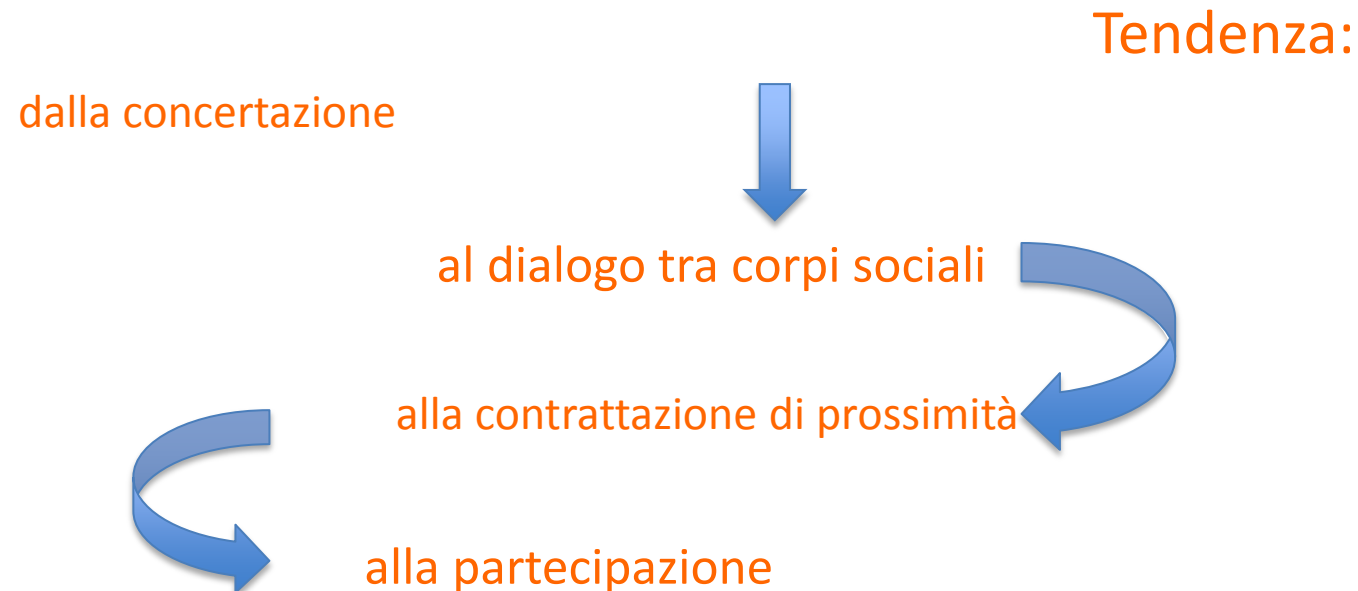 Tendenza:
dalla concertazione
al dialogo tra corpi sociali
alla contrattazione di prossimità
alla partecipazione